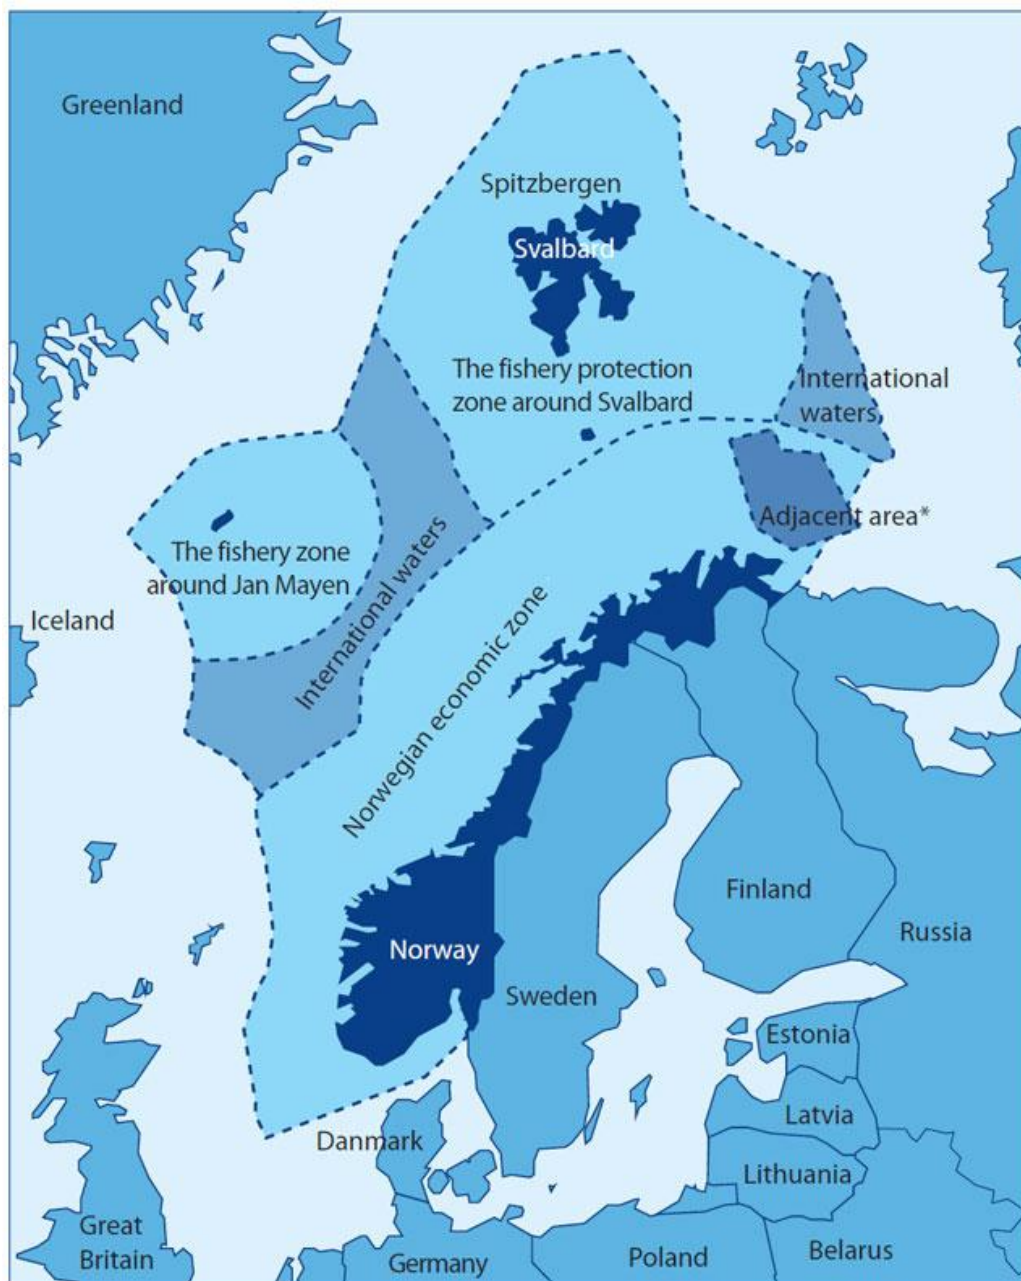 Greenland
Spitzbergen
Svalbard
The fishery protection
zone around Svalbard
International
waters
Adjacent area*
The fishery zone
around Jan Mayen
International waters
Iceland
Norwegian economic zone
Finland
Russia
Norway
Sweden
Estonia
Latvia
Danmark
Lithuania
Great
Britain
Germany
Poland
Belarus